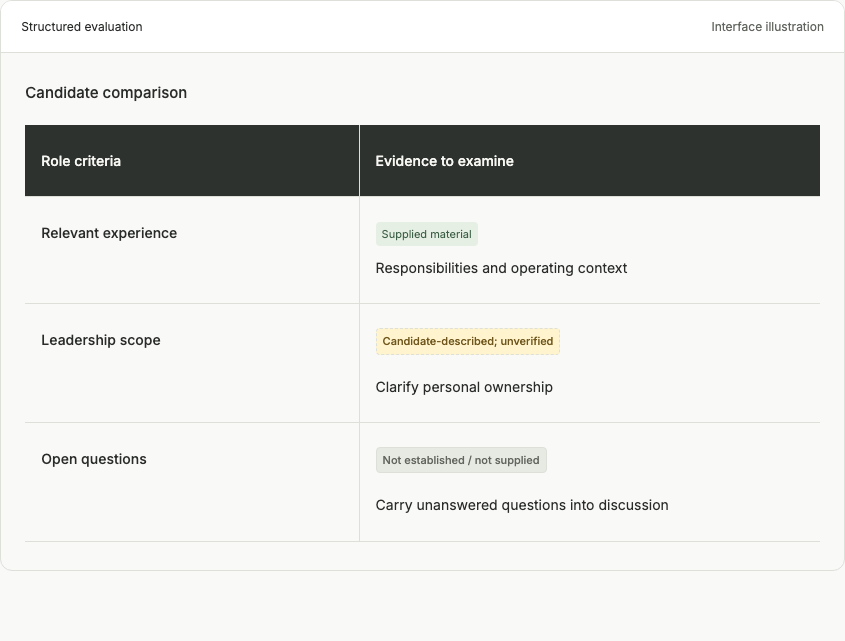 Structured evaluation
Interface illustration
Candidate comparison
Role criteria
Evidence to examine
Relevant experience
Supplied material
Responsibilities and operating context
Leadership scope
Candidate-described; unverified
Clarify personal ownership
Open questions
Not established / not supplied
Carry unanswered questions into discussion